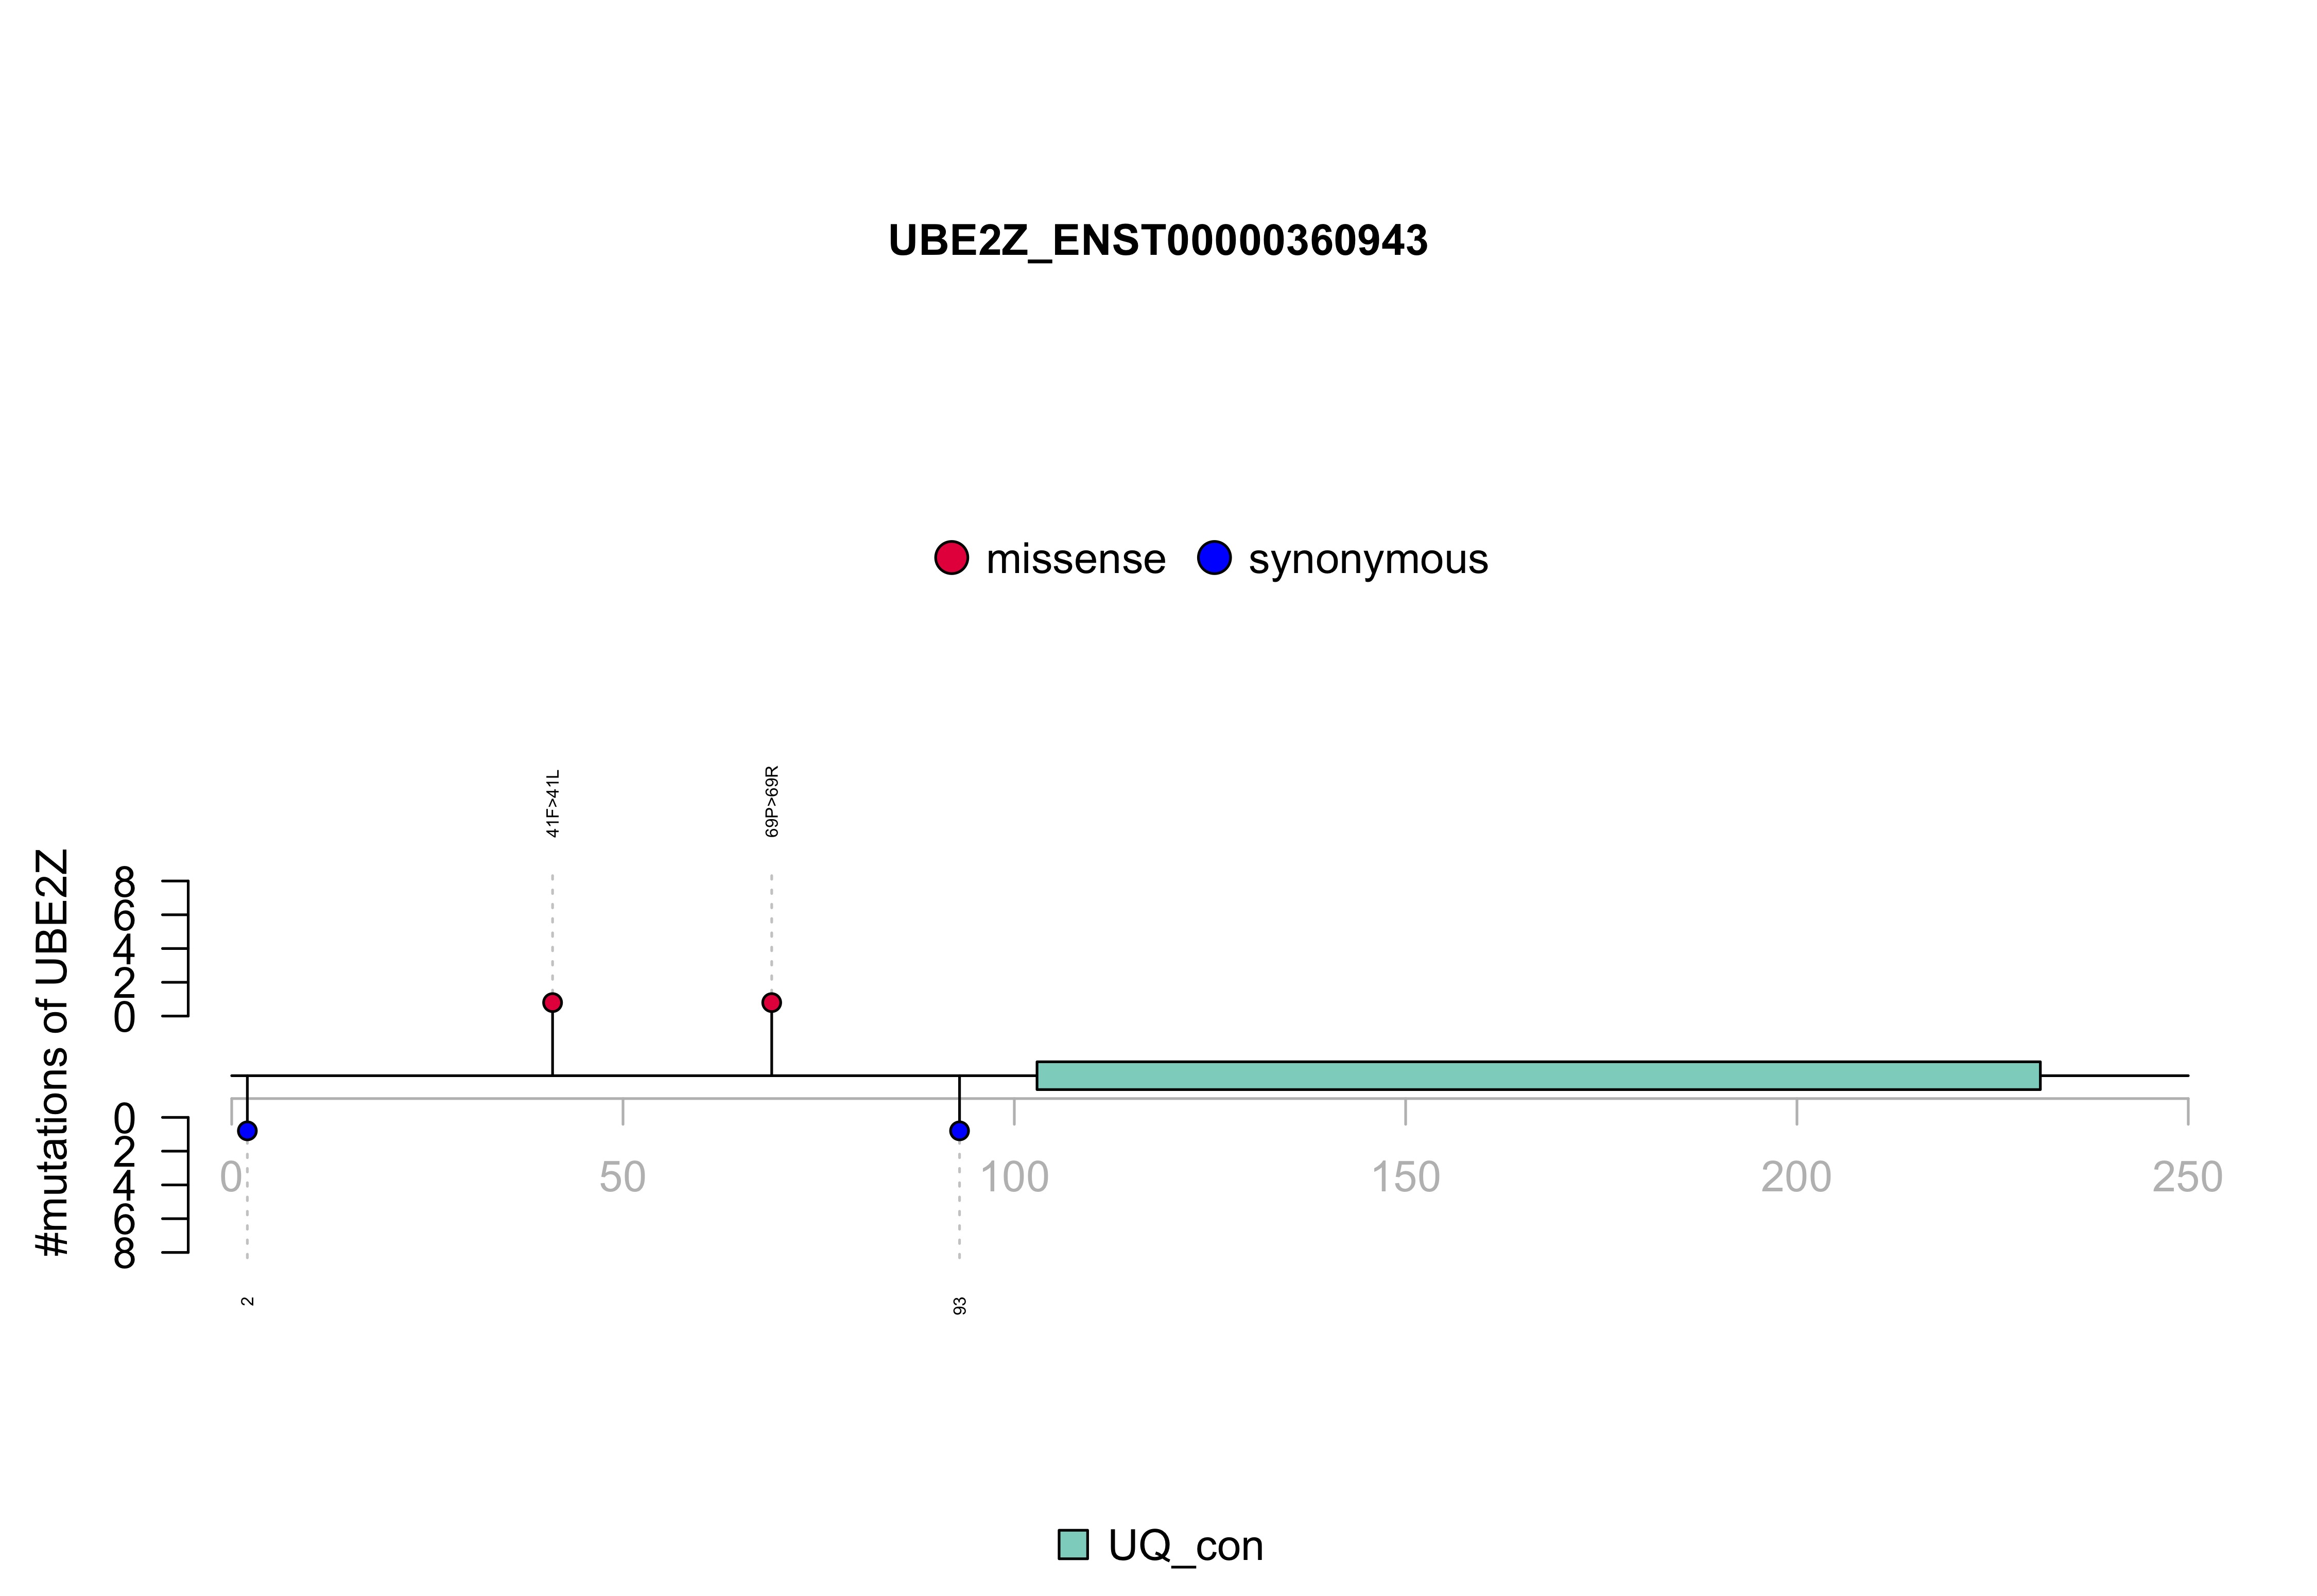 UBE2Z_ENST00000360943
missense synonymous
41F>41L
69P>69R
#mutations of UBE2Z
8
6
4
2
0
0
2
4
6
8
0 50 100 150 200 250
2
93
UQ_con